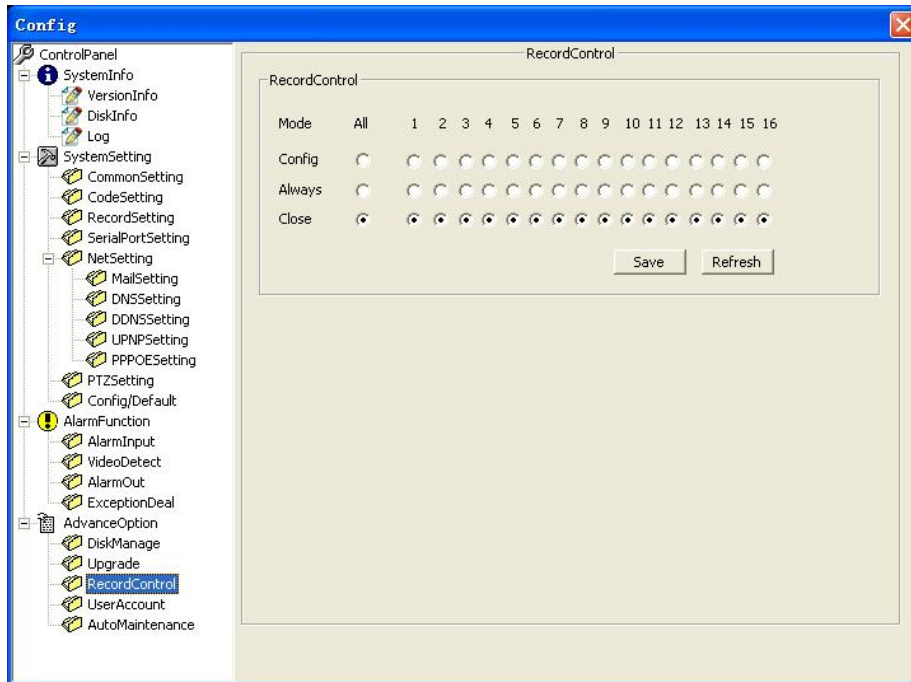 Config
ControlPanel
SystemInfo
VersionInfo
DiskInfo
Log
SystemSetting
CommonSetting
CodeSetting
RecordSetting
SerialPortSetting
NetSetting
MailSetting
DNSSetting
DDNSSetting
UPNPSetting
PPPOESetting
PTZSetting
Config/Default
AlarmFunction
AlarmInput
VideoDetect
AlarmOut
ExceptionDeal
AdvanceOption
DiskManage
Upgrade
RecordControl
UserAccount
AutoMaintenance
RecordControl
RecordControl
Mode All 1 2 3 4 5 6 7 8 9 10 11 12 13 14 15 16
Config
Always
Close
Save Refresh